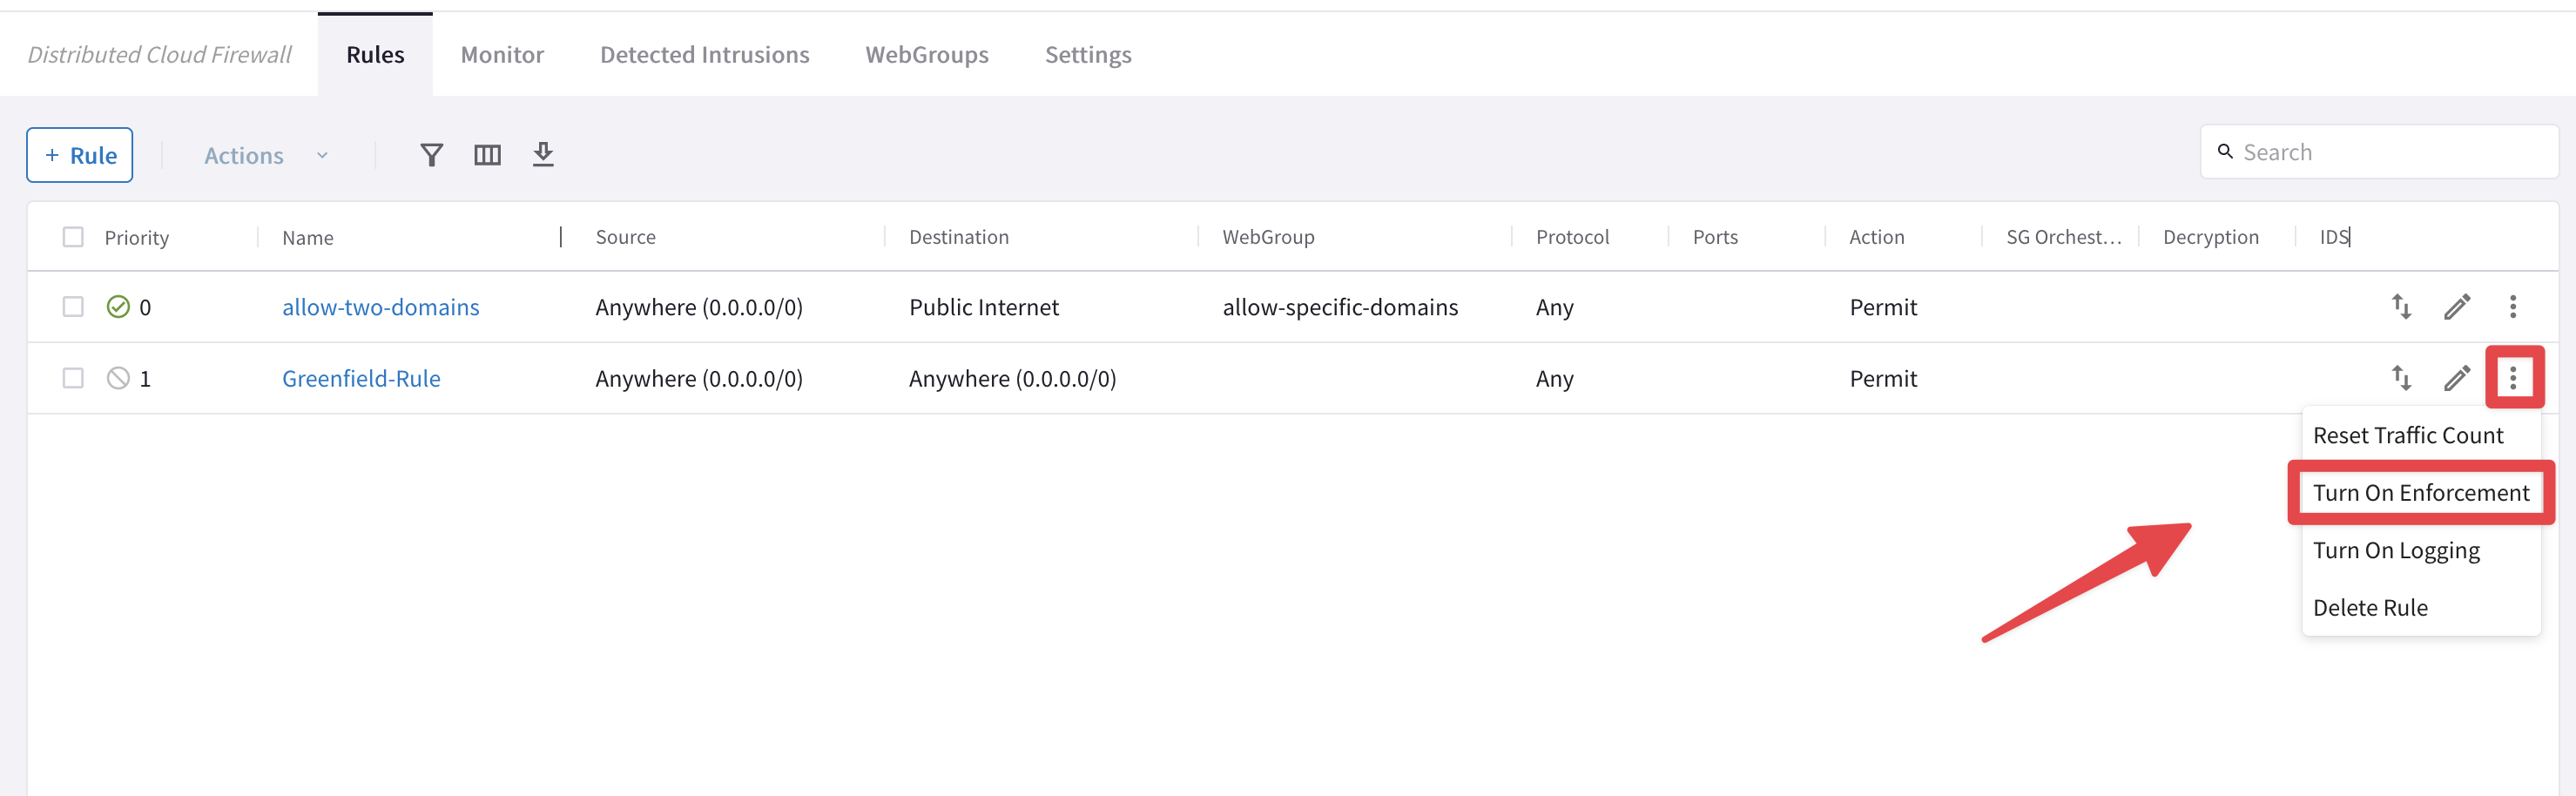 Distributed Cloud Firewall Rules Monitor Detected Intrusions WebGroups Settings
+ Rule Actions Search
Priority Name Source Destination WebGroup Protocol Ports Action SG Orchest... Decryption IDS
0 allow-two-domains Anywhere (0.0.0.0/0) Public Internet allow-specific-domains Any Permit
1 Greenfield-Rule Anywhere (0.0.0.0/0) Anywhere (0.0.0.0/0) Any Permit
Reset Traffic Count
Turn On Enforcement
Turn On Logging
Delete Rule